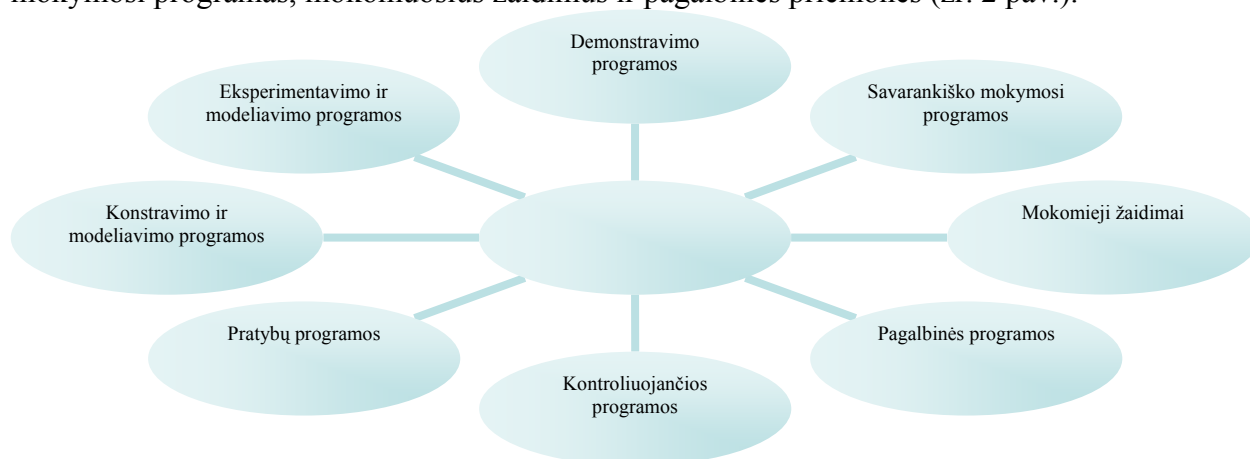 mokymosi programas, mokomuosius žaidimus ir pagalbines priemones (žr. 2 pav.).
Demonstravimo
programos
Eksperimentavimo ir
modeliavimo programos
Savarankiško mokymosi
programos
Konstravimo ir
modeliavimo programos
Mokomieji žaidimai
Pratybų programos
Pagalbinės programos
Kontroliuojančios
programos